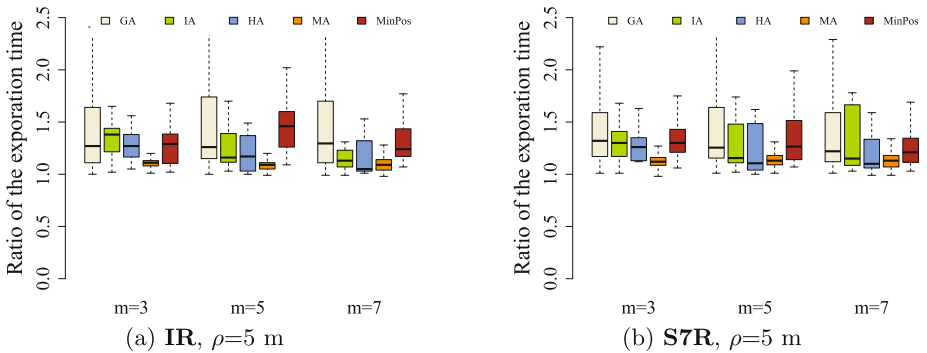 GA IA HA MA MinPos
Ratio of the exporation time
2.5
2.0
1.5
1.0
0.5
0.0
m=3 m=5 m=7
(a) IR, ρ=5 m
GA IA HA MA MinPos
Ratio of the exporation time
2.5
2.0
1.5
1.0
0.5
0.0
m=3 m=5 m=7
(b) S7R, ρ=5 m